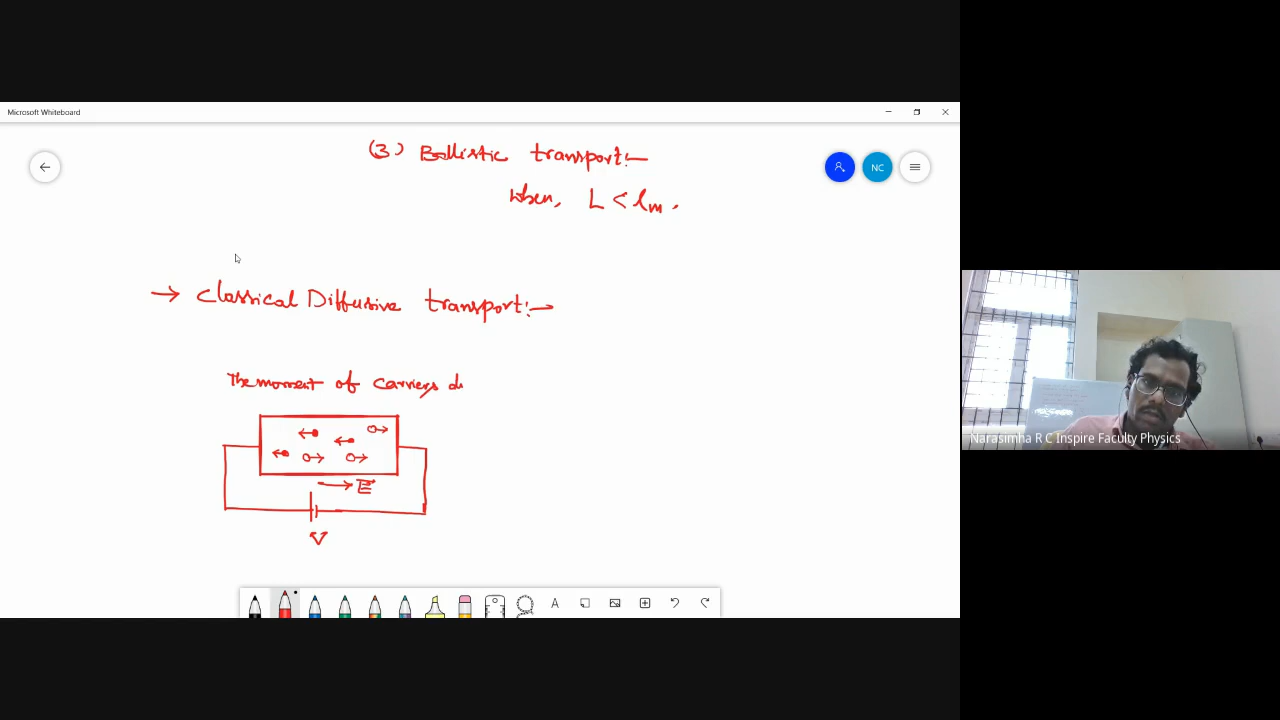 Microsoft Whiteboard
NC
(3) Ballistic transport:—
when, L < lm.
→ Classical Diffusive transport:—
The moment of carriers du
E
V
A
Narasimha R C Inspire Faculty Physics